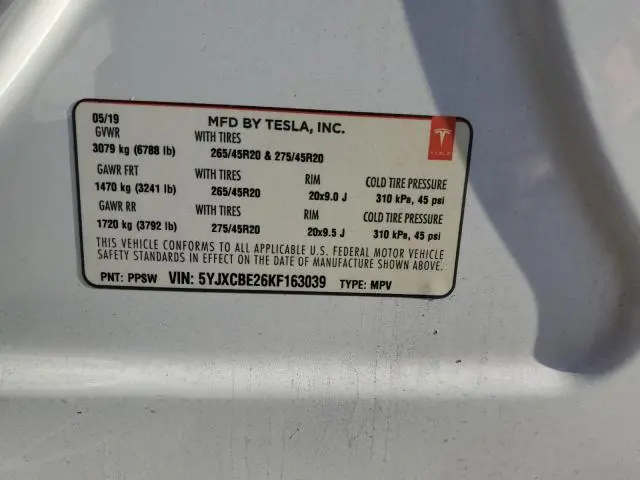 05/19 MFD BY TESLA, INC.
GVWR WITH TIRES
3079 kg (6788 lb) 265/45R20 & 275/45R20
GAWR FRT WITH TIRES RIM COLD TIRE PRESSURE
1470 kg (3241 lb) 265/45R20 20x9.0 J 310 kPa, 45 psi
GAWR RR WITH TIRES RIM COLD TIRE PRESSURE
1720 kg (3792 lb) 275/45R20 20x9.5 J 310 kPa, 45 psi
THIS VEHICLE CONFORMS TO ALL APPLICABLE U.S. FEDERAL MOTOR VEHICLE
SAFETY STANDARDS IN EFFECT ON THE DATE OF MANUFACTURE SHOWN ABOVE.
PNT: PPSW VIN: 5YJXCBE26KF163039 TYPE: MPV
TESLA